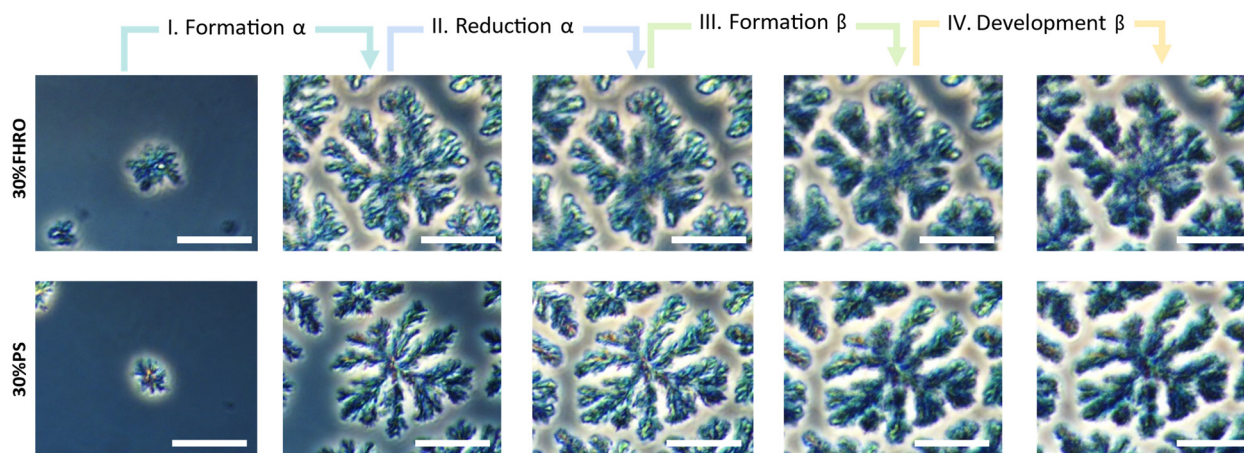 I. Formation α
II. Reduction α
III. Formation β
IV. Development β
30%FHRO
30%PS